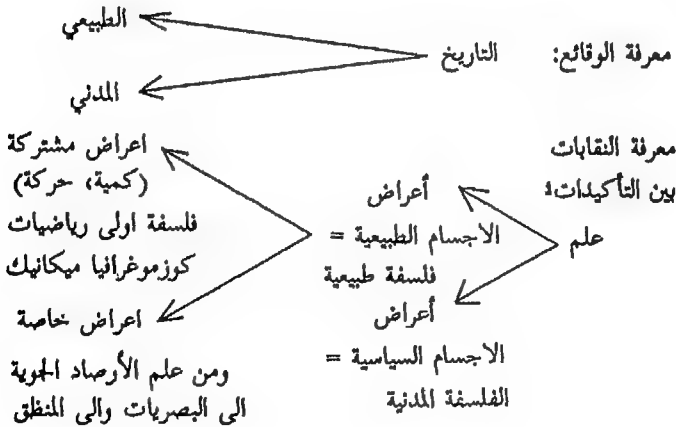 الطبيعي
معرفة الوقائع: التاريخ
المدني
معرفة النقابات
بين التأكيدات:
علم
أعراض
الاجسام الطبيعية =
فلسفة طبيعية
أعراض
الاجسام السياسية =
الفلسفة المدنية
اعراض مشتركة
(كمية، حركة)
فلسفة اولى رياضيات
كوزموغرافيا ميكانيك
اعراض خاصة
ومن علم الأرصاد الجوية
الى البصريات والى المنظق